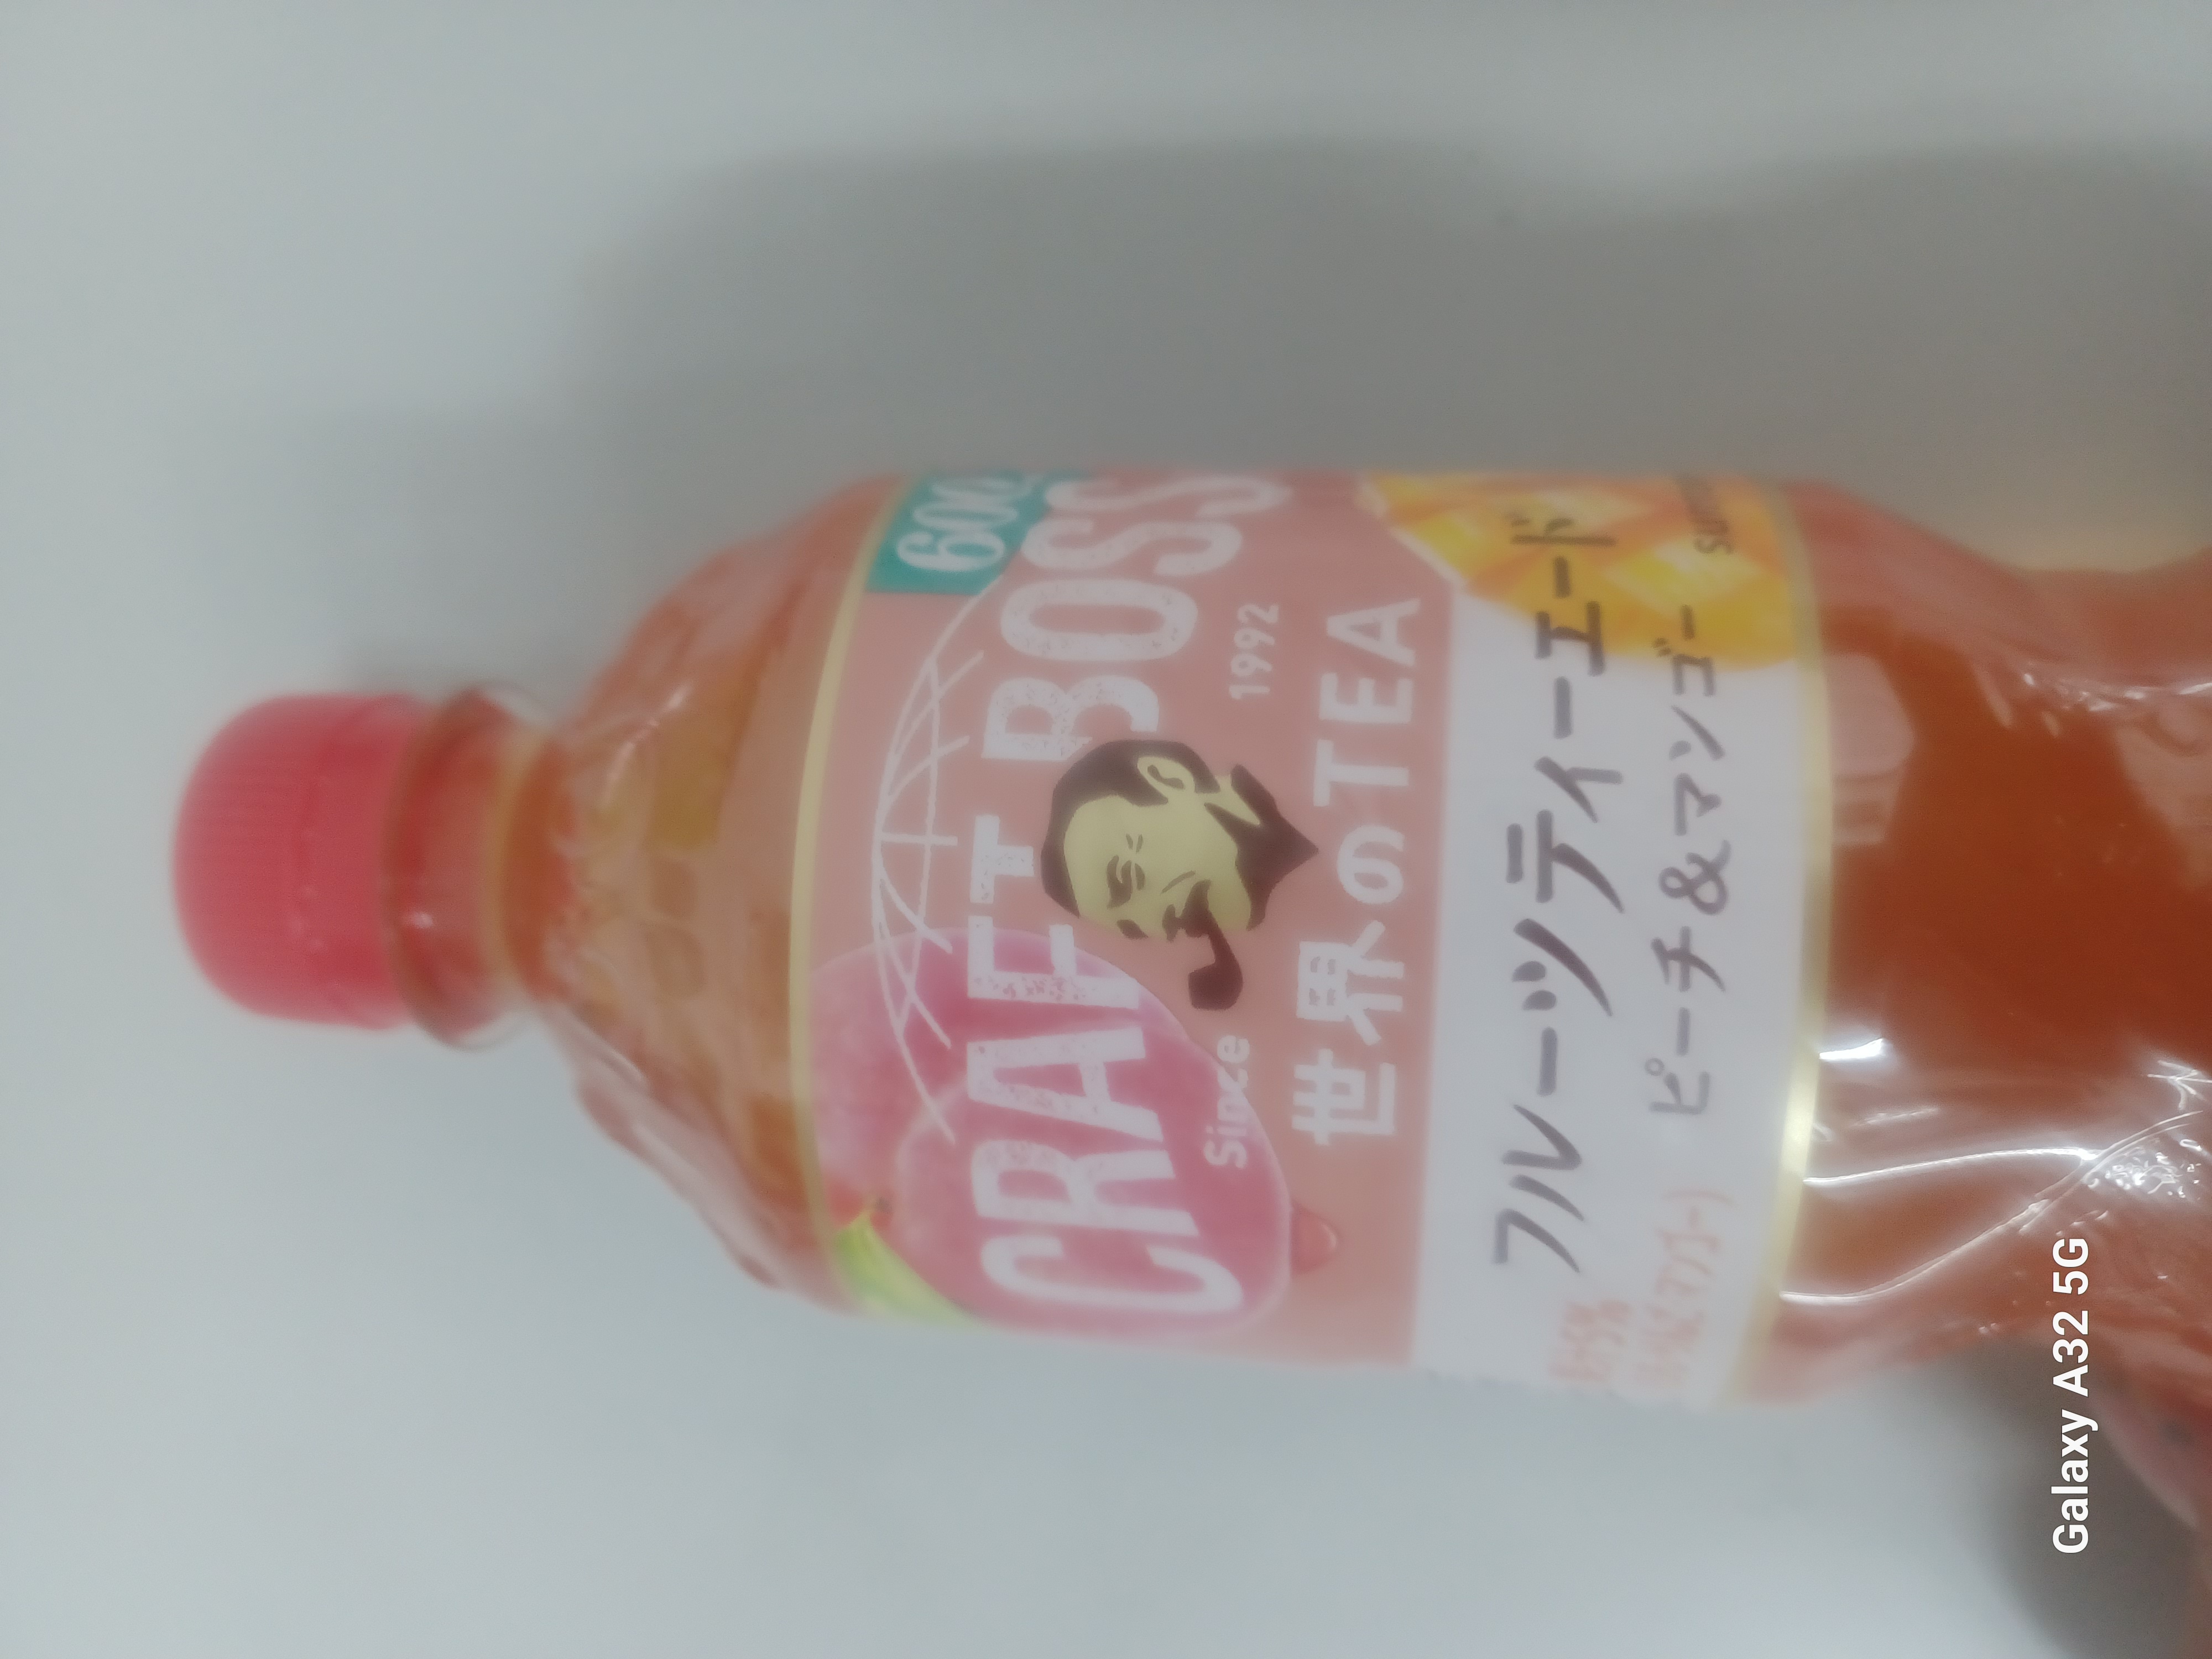 600
CRAFT BOSS
Since 1992
世界のTEA
フルーツティーエード
ピーチ&マンゴー
Galaxy A32 5G